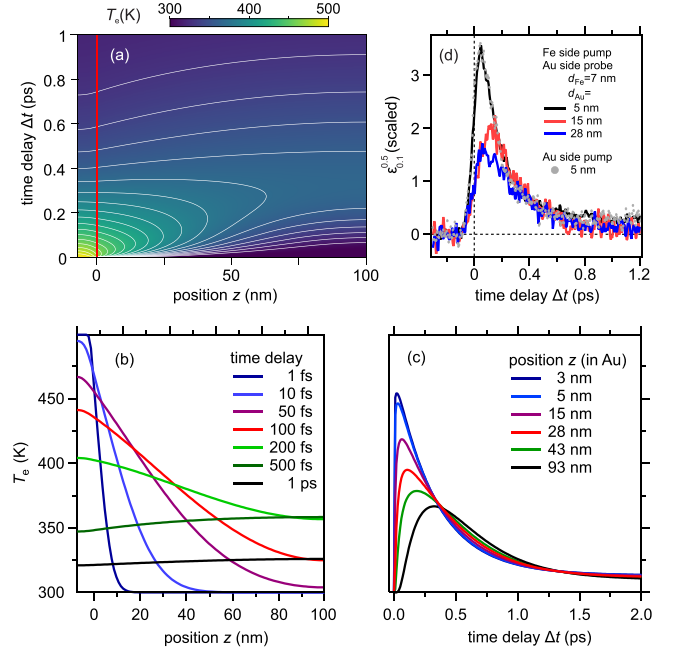 Te(K)
300 400 500
(a)
1
0.8
0.6
0.4
0.2
0
time delay Δt (ps)
0 50 100
position z (nm)
(d)
Fe side pump
Au side probe
dFe=7 nm
dAu=
5 nm
15 nm
28 nm
Au side pump
5 nm
3
2
1
0
ε0.5 0.1 (scaled)
0 0.4 0.8 1.2
time delay Δt (ps)
(b)
time delay
1 fs
10 fs
50 fs
100 fs
200 fs
500 fs
1 ps
450
400
350
300
Te (K)
0 20 40 60 80 100
position z (nm)
(c)
position z (in Au)
3 nm
5 nm
15 nm
28 nm
43 nm
93 nm
0.0 0.5 1.0 1.5 2.0
time delay Δt (ps)